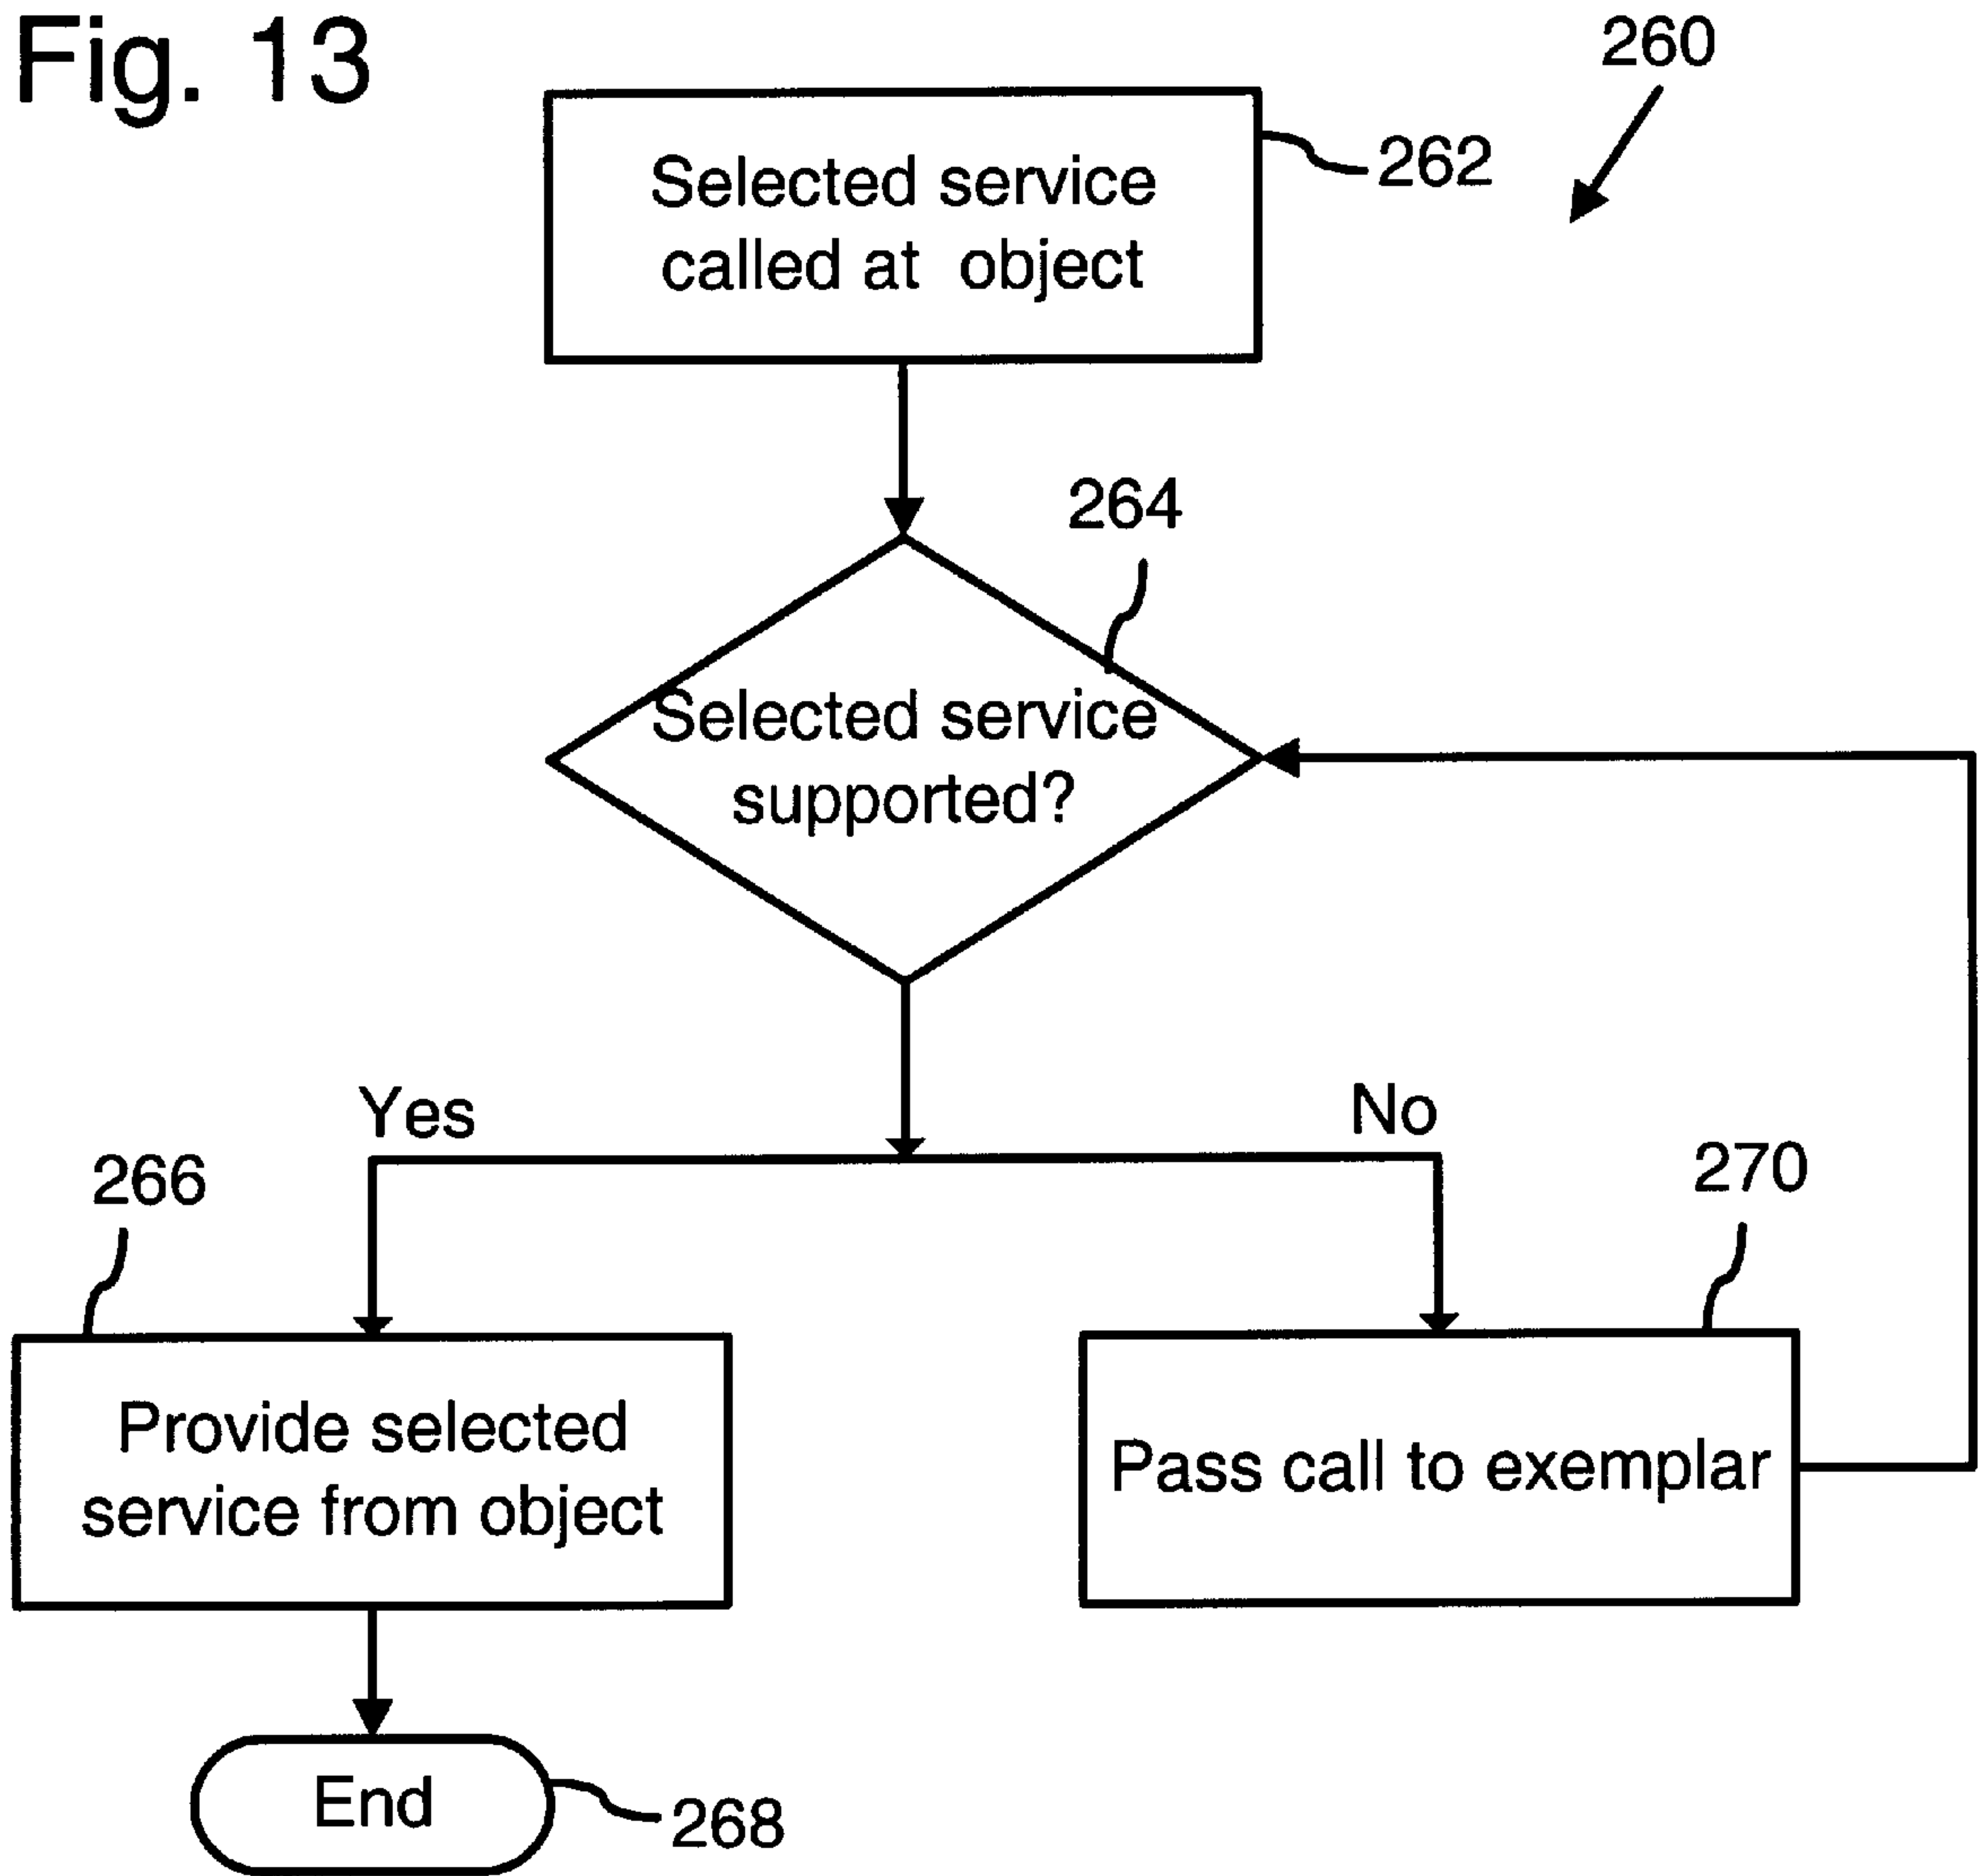 Fig. 13
260
Selected service
called at object
262
264
Selected service
supported?
Yes
No
266
270
Provide selected
service from object
Pass call to exemplar
End
268